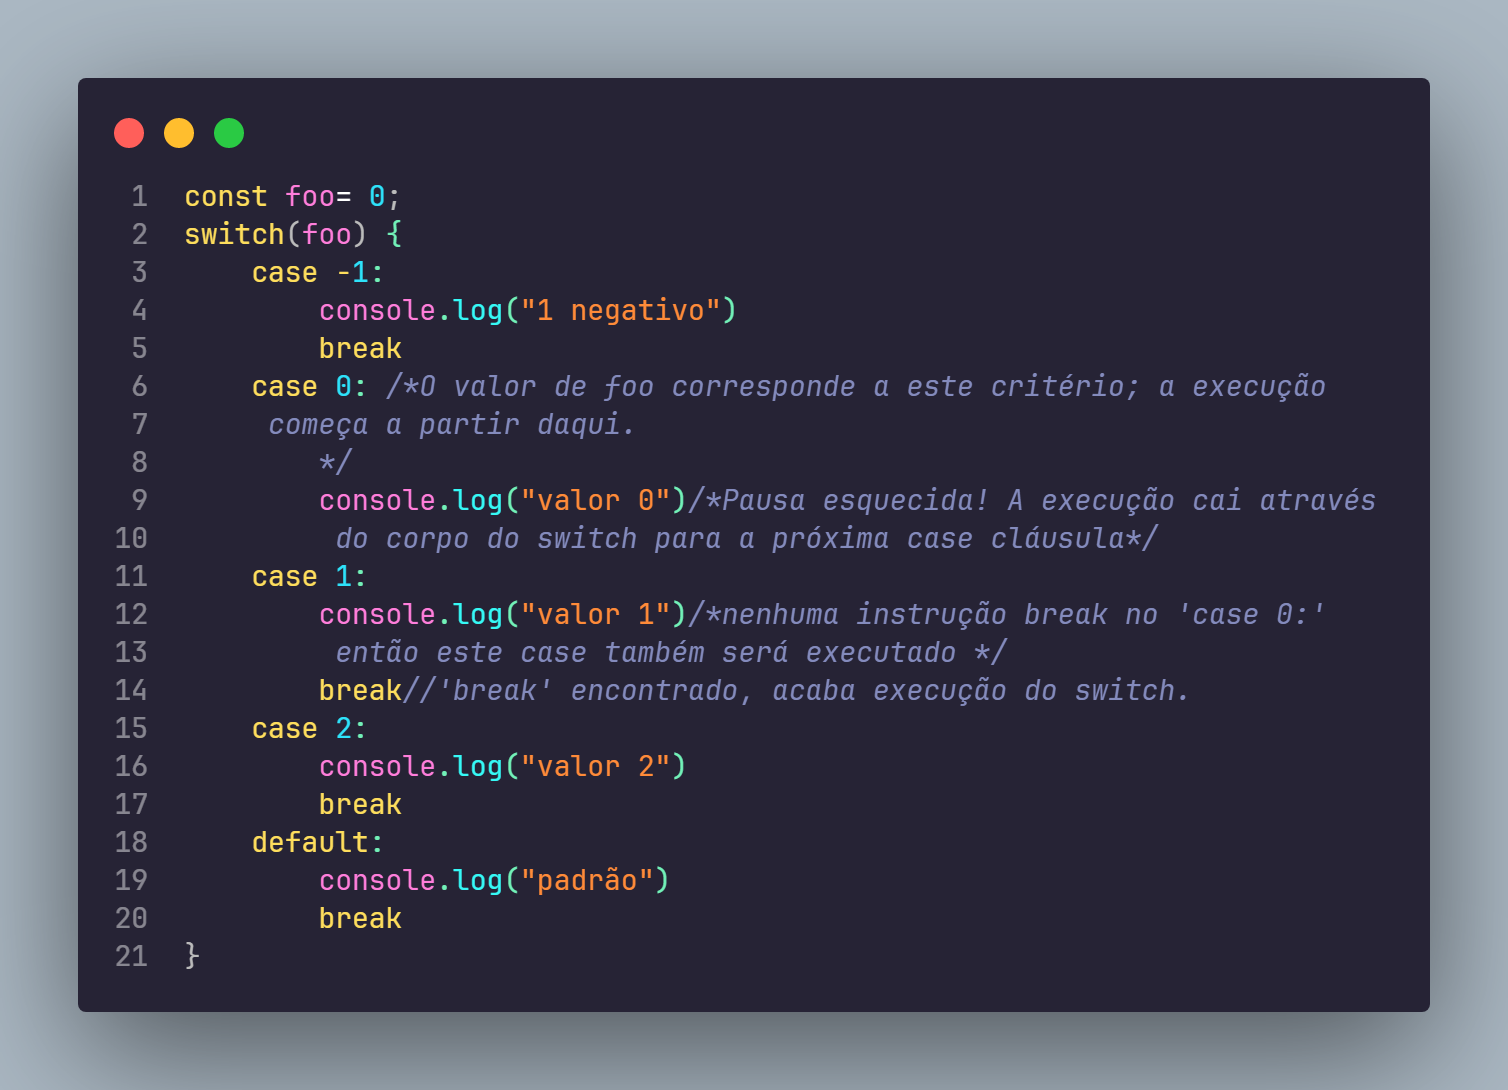 1 const foo= 0;
2 switch(foo) {
3     case -1:
4         console.log("1 negativo")
5         break
6     case 0: /*O valor de foo corresponde a este critério; a execução
7      começa a partir daqui.
8         */
9         console.log("valor 0")/*Pausa esquecida! A execução cai através
10          do corpo do switch para a próxima case cláusula*/
11     case 1:
12         console.log("valor 1")/*nenhuma instrução break no 'case 0:'
13          então este case também será executado */
14         break//'break' encontrado, acaba execução do switch.
15     case 2:
16         console.log("valor 2")
17         break
18     default:
19         console.log("padrão")
20         break
21 }